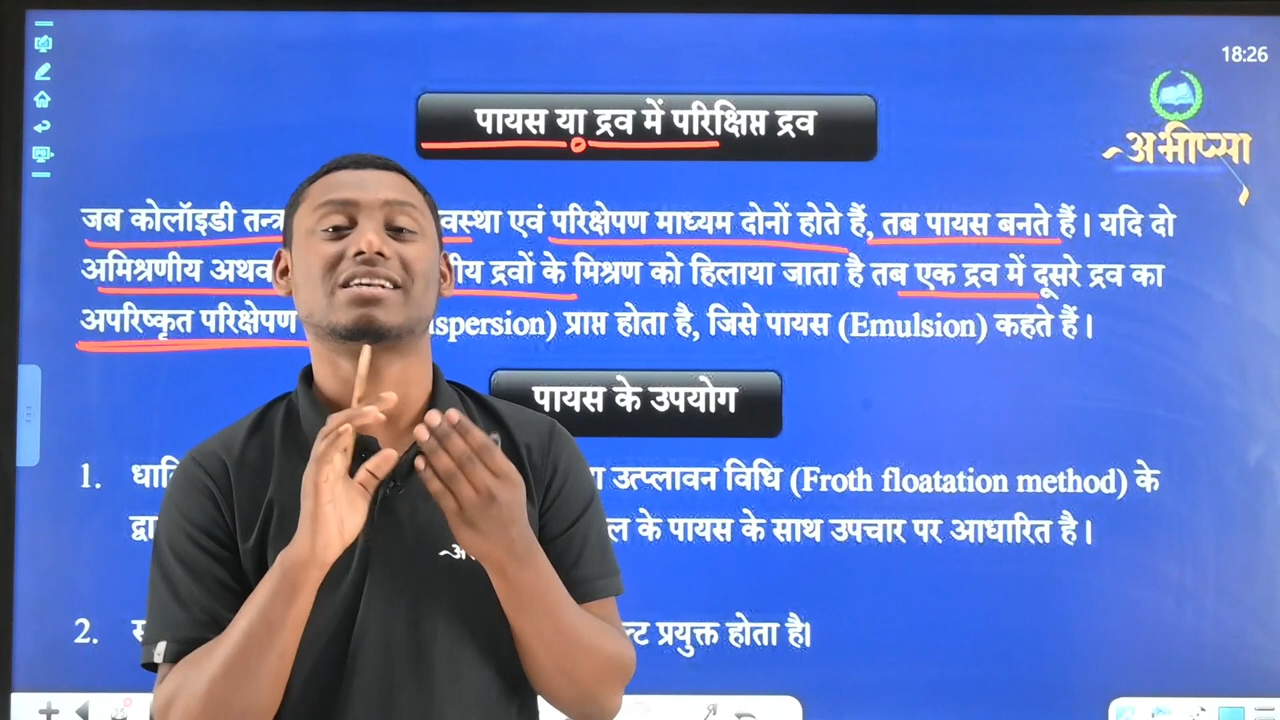 18:26
अभीप्सा
पायस या द्रव में परिक्षिप्त द्रव
जब कोलॉइडी तन्त्र वस्था एवं परिक्षेपण माध्यम दोनों होते हैं, तब पायस बनते हैं। यदि दो
अमिश्रणीय अथव ीय द्रवों के मिश्रण को हिलाया जाता है तब एक द्रव में दूसरे द्रव का
अपरिष्कृत परिक्षेपण spersion) प्राप्त होता है, जिसे पायस (Emulsion) कहते हैं।
पायस के उपयोग
1. उत्प्लावन विधि (Froth floatation method) के
द्वा ल के पायस के साथ उपचार पर आधारित है।
2. न्ट प्रयुक्त होता है।